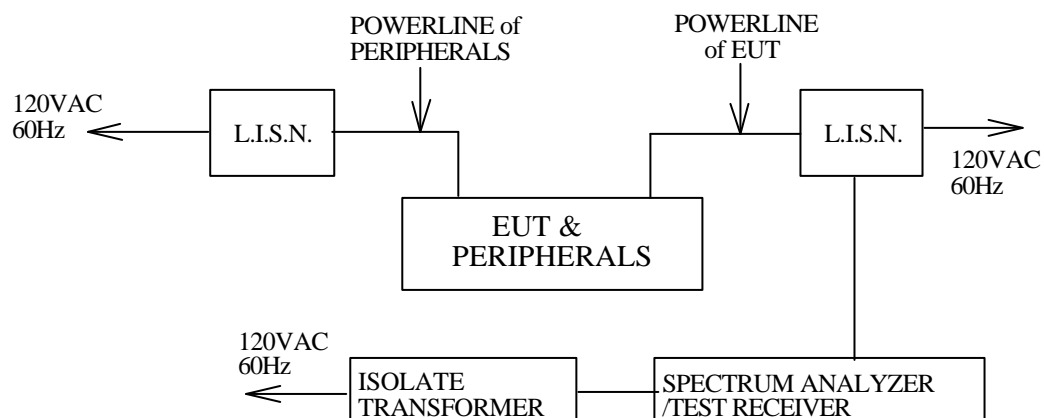 POWERLINE of
PERIPHERALS
POWERLINE
of EUT
120VAC
60Hz
L.I.S.N.
L.I.S.N.
120VAC
60Hz
EUT &
PERIPHERALS
120VAC
60Hz
ISOLATE
TRANSFORMER
SPECTRUM ANALYZER
/TEST RECEIVER